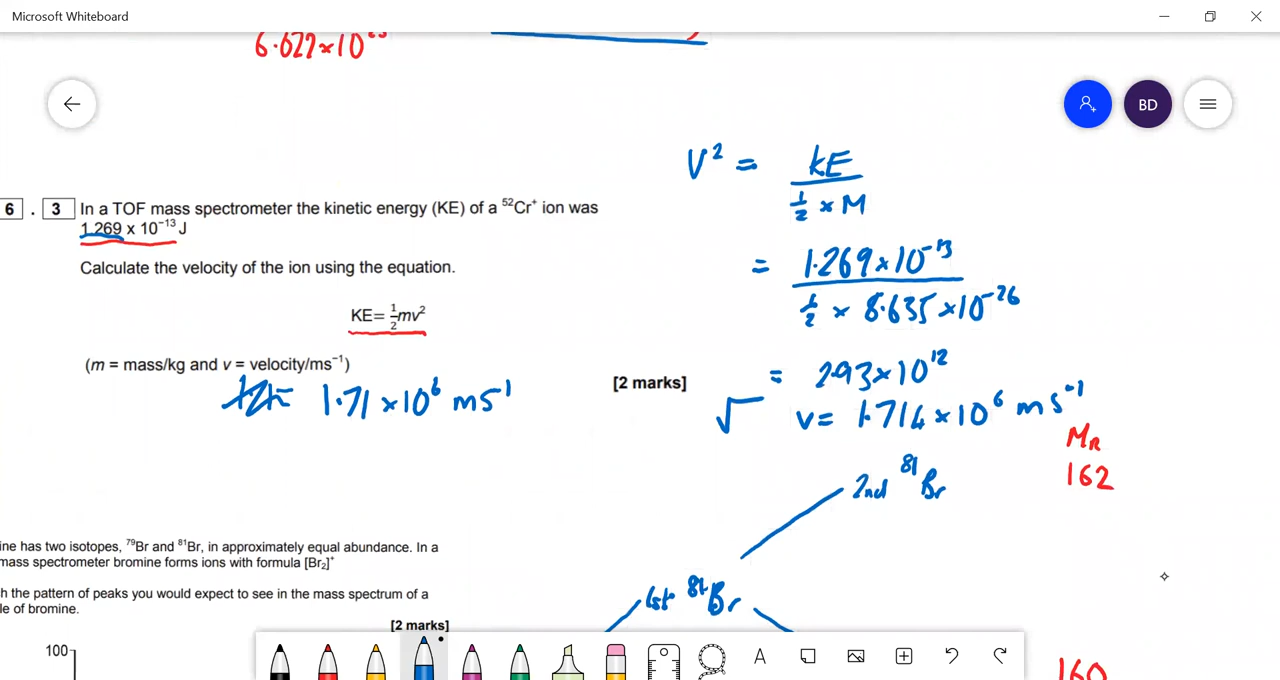 Microsoft Whiteboard
BD
V² = KE
½ × M
6 . 3 In a TOF mass spectrometer the kinetic energy (KE) of a ⁵²Cr⁺ ion was
1.269 x 10⁻¹³ J
= 1.269×10⁻¹³
½ × 8.635×10⁻²⁶
Calculate the velocity of the ion using the equation.
KE= ½mv²
(m = mass/kg and v = velocity/ms⁻¹)
= 2.93×10¹²
[2 marks]
1.71 ×10⁶ ms⁻¹
√ v= 1.714×10⁶ ms⁻¹
MR
162
2nd ⁸¹Br
ine has two isotopes, ⁷⁹Br and ⁸¹Br, in approximately equal abundance. In a
mass spectrometer bromine forms ions with formula [Br₂]⁺
h the pattern of peaks you would expect to see in the mass spectrum of a
le of bromine.
1st ⁸¹Br
[2 marks]
100
160
A